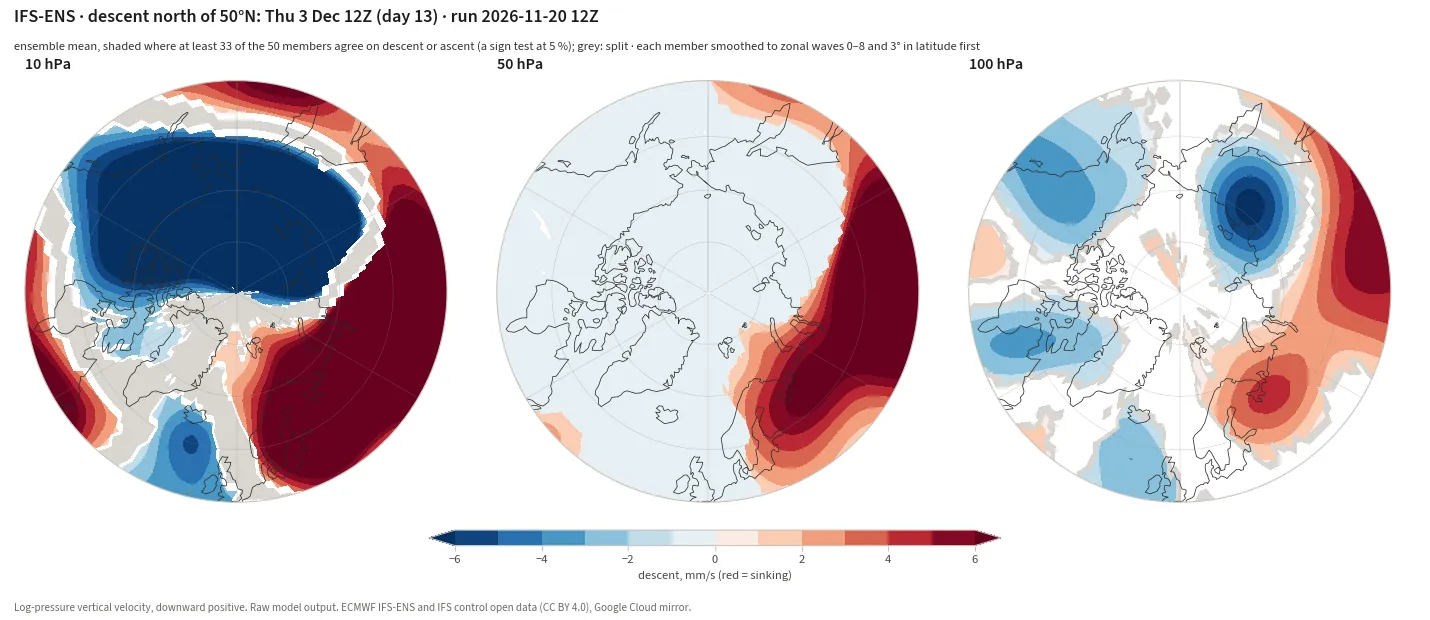 IFS-ENS · descent north of 50°N: Thu 3 Dec 12Z (day 13) · run 2026-11-20 12Z
ensemble mean, shaded where at least 33 of the 50 members agree on descent or ascent (a sign test at 5 %); grey: split · each member smoothed to zonal waves 0–8 and 3° in latitude first
10 hPa
50 hPa
100 hPa
−6 −4 −2 0 2 4 6
descent, mm/s (red = sinking)
Log-pressure vertical velocity, downward positive. Raw model output. ECMWF IFS-ENS and IFS control open data (CC BY 4.0), Google Cloud mirror.